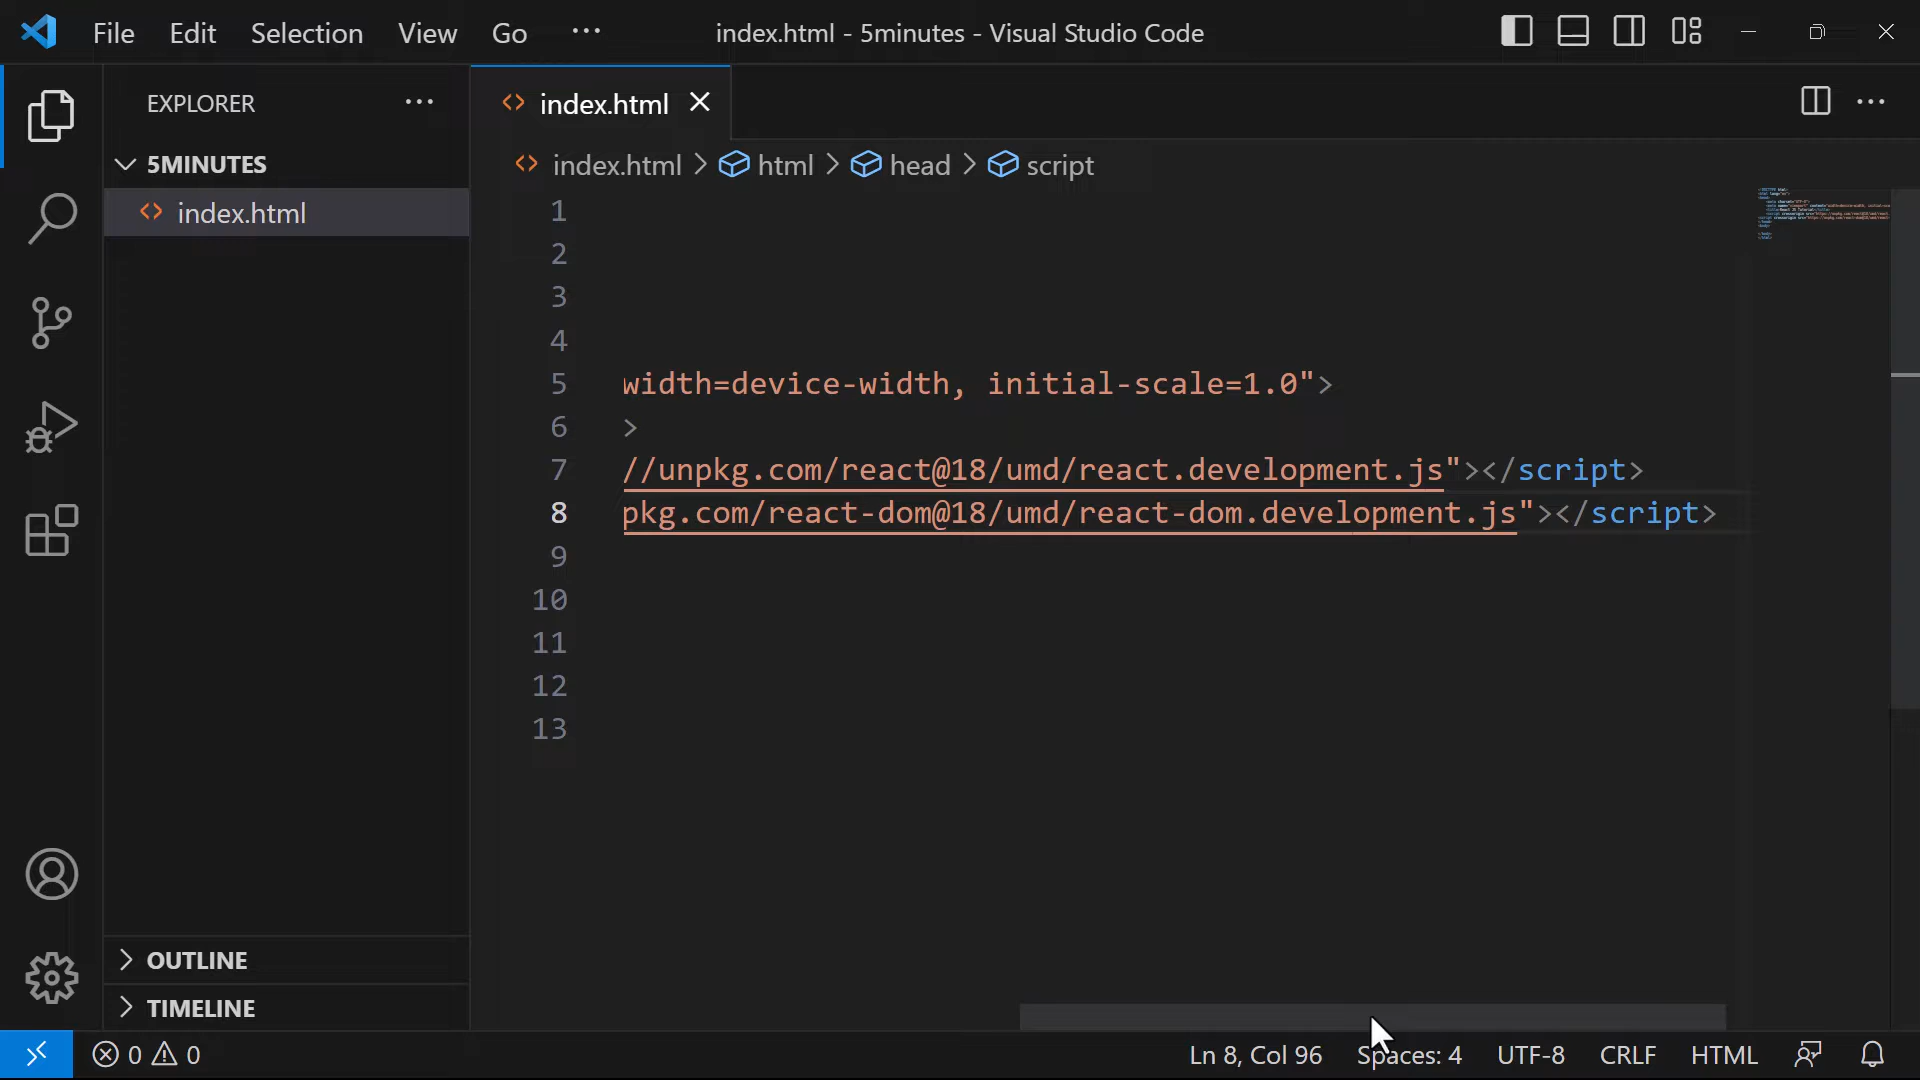 File Edit Selection View Go ··· index.html - 5minutes - Visual Studio Code
EXPLORER
5MINUTES
index.html
OUTLINE
TIMELINE
index.html
index.html > html > head > script
1
2
3
4
5 width=device-width, initial-scale=1.0">
6 >
7 //unpkg.com/react@18/umd/react.development.js"></script>
8 pkg.com/react-dom@18/umd/react-dom.development.js"></script>
9
10
11
12
13
0 0 Ln 8, Col 96 Spaces: 4 UTF-8 CRLF HTML